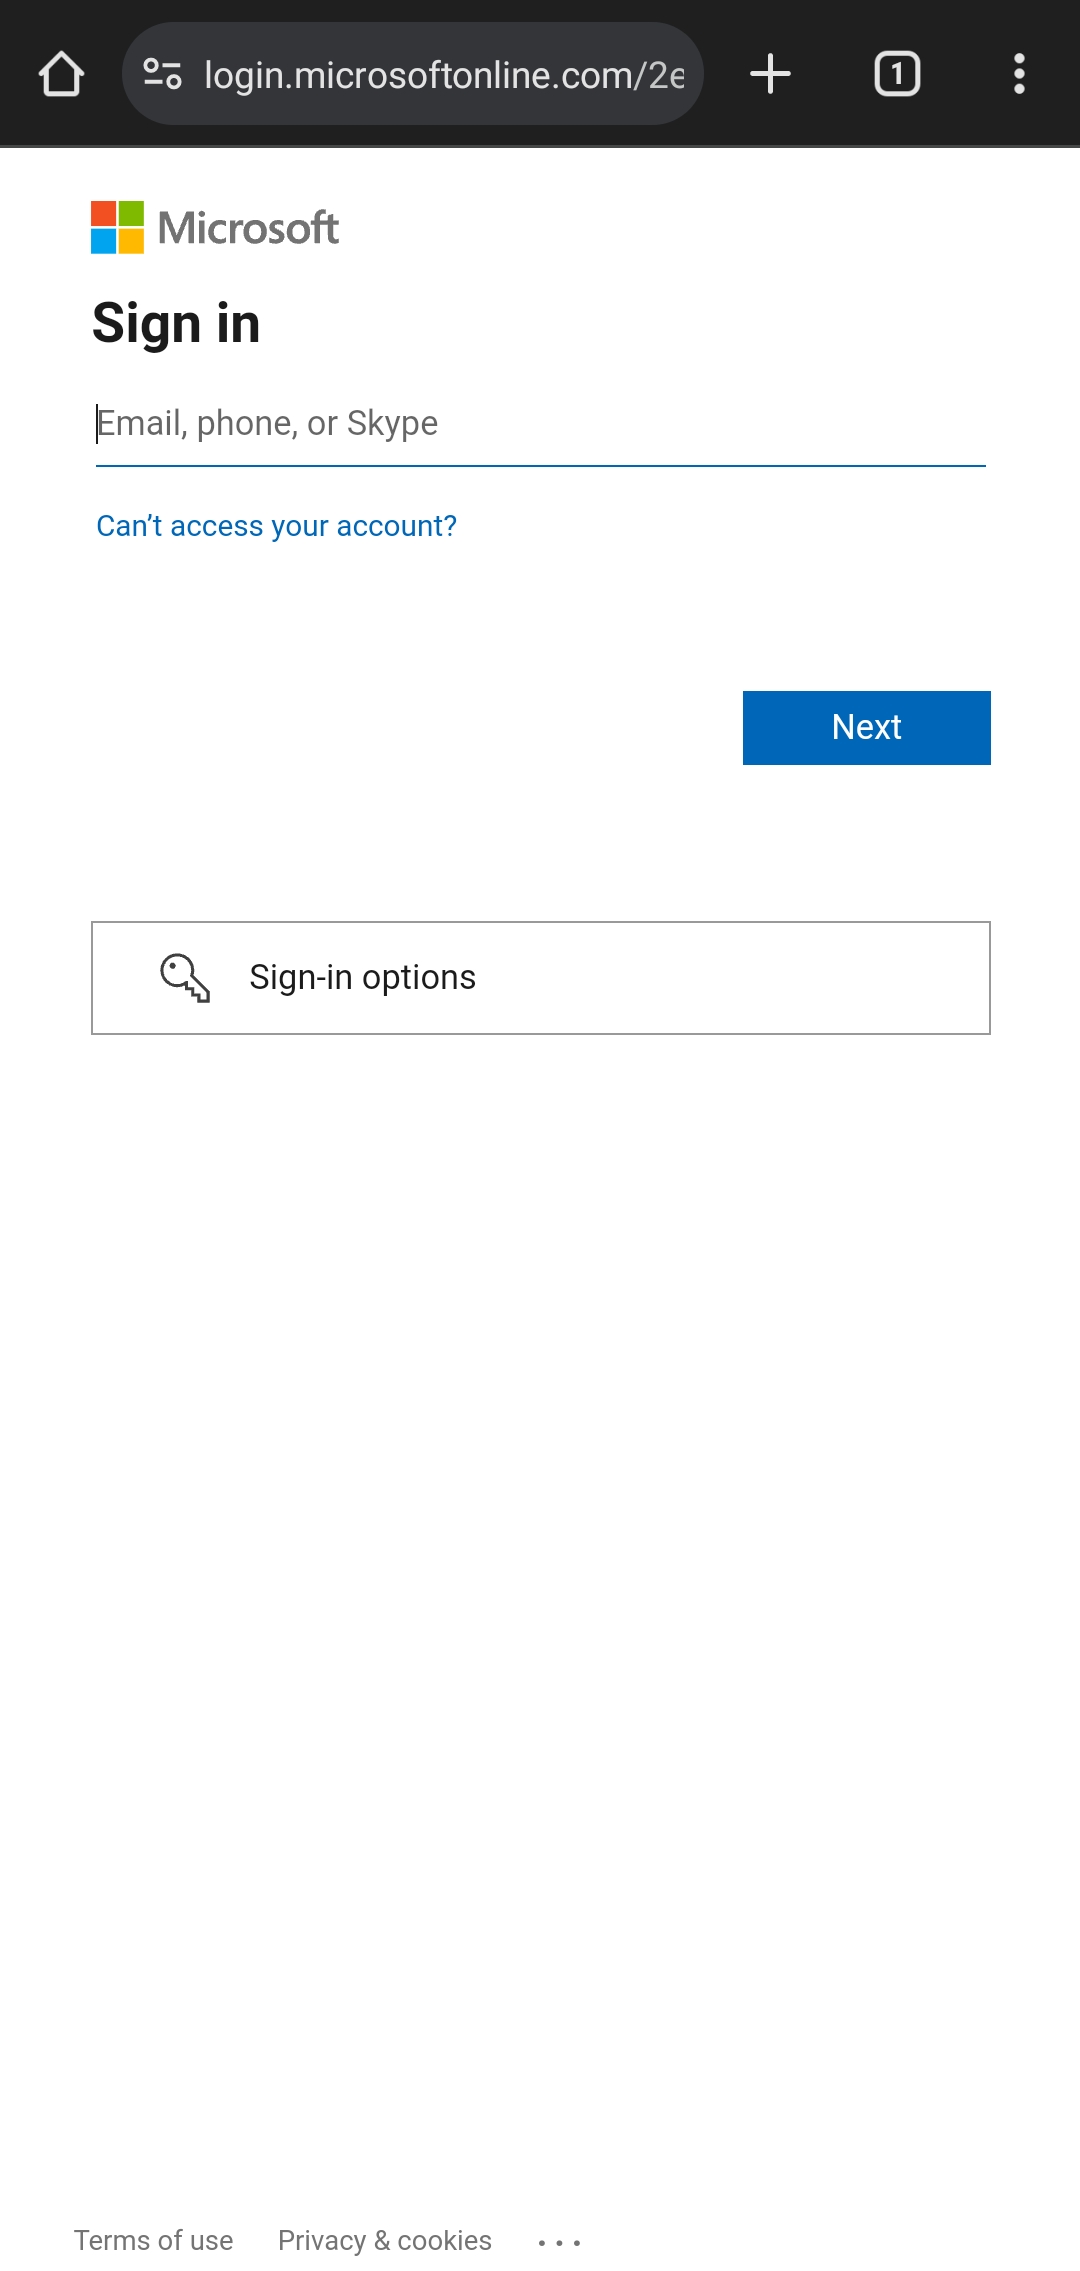 login.microsoftonline.com/2e
1
Microsoft
Sign in
Email, phone, or Skype
Can’t access your account?
Next
Sign-in options
Terms of use Privacy & cookies ...